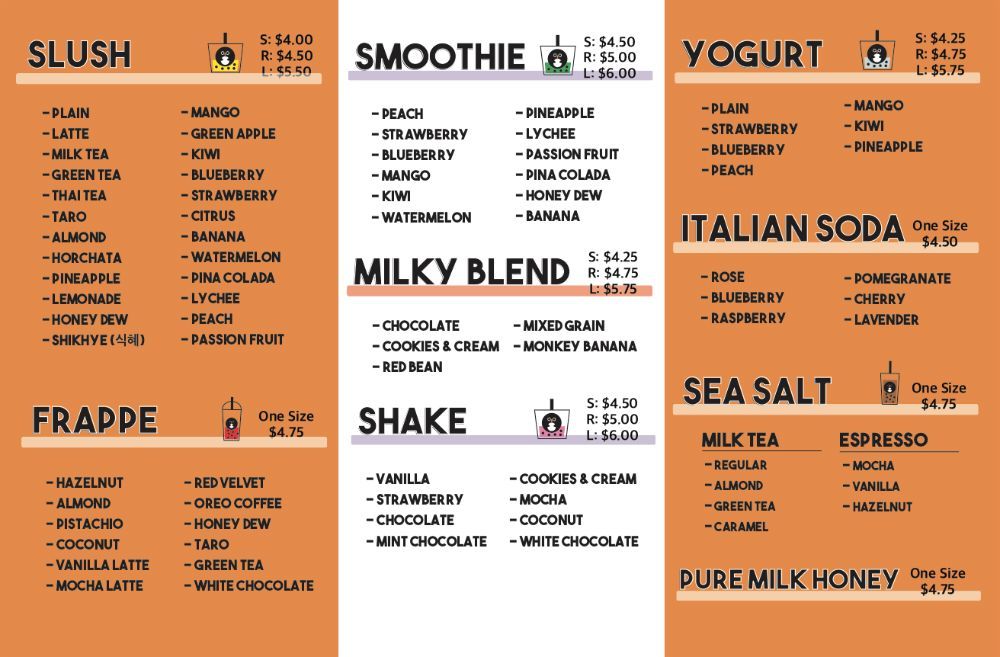 SLUSH
S: $4.00
R: $4.50
L: $5.50
- PLAIN
- LATTE
- MILK TEA
- GREEN TEA
- THAI TEA
- TARO
- ALMOND
- HORCHATA
- PINEAPPLE
- LEMONADE
- HONEY DEW
- SHIKHYE (식혜)
- MANGO
- GREEN APPLE
- KIWI
- BLUEBERRY
- STRAWBERRY
- CITRUS
- BANANA
- WATERMELON
- PINA COLADA
- LYCHEE
- PEACH
- PASSION FRUIT
FRAPPE
One Size
$4.75
- HAZELNUT
- ALMOND
- PISTACHIO
- COCONUT
- VANILLA LATTE
- MOCHA LATTE
- RED VELVET
- OREO COFFEE
- HONEY DEW
- TARO
- GREEN TEA
- WHITE CHOCOLATE
SMOOTHIE
S: $4.50
R: $5.00
L: $6.00
- PEACH
- STRAWBERRY
- BLUEBERRY
- MANGO
- KIWI
- WATERMELON
- PINEAPPLE
- LYCHEE
- PASSION FRUIT
- PINA COLADA
- HONEY DEW
- BANANA
MILKY BLEND
S: $4.25
R: $4.75
L: $5.75
- CHOCOLATE
- COOKIES & CREAM
- RED BEAN
- MIXED GRAIN
- MONKEY BANANA
SHAKE
S: $4.50
R: $5.00
L: $6.00
- VANILLA
- STRAWBERRY
- CHOCOLATE
- MINT CHOCOLATE
- COOKIES & CREAM
- MOCHA
- COCONUT
- WHITE CHOCOLATE
YOGURT
S: $4.25
R: $4.75
L: $5.75
- PLAIN
- STRAWBERRY
- BLUEBERRY
- PEACH
- MANGO
- KIWI
- PINEAPPLE
ITALIAN SODA
One Size
$4.50
- ROSE
- BLUEBERRY
- RASPBERRY
- POMEGRANATE
- CHERRY
- LAVENDER
SEA SALT
One Size
$4.75
MILK TEA
- REGULAR
- ALMOND
- GREEN TEA
- CARAMEL
ESPRESSO
- MOCHA
- VANILLA
- HAZELNUT
PURE MILK HONEY
One Size
$4.75